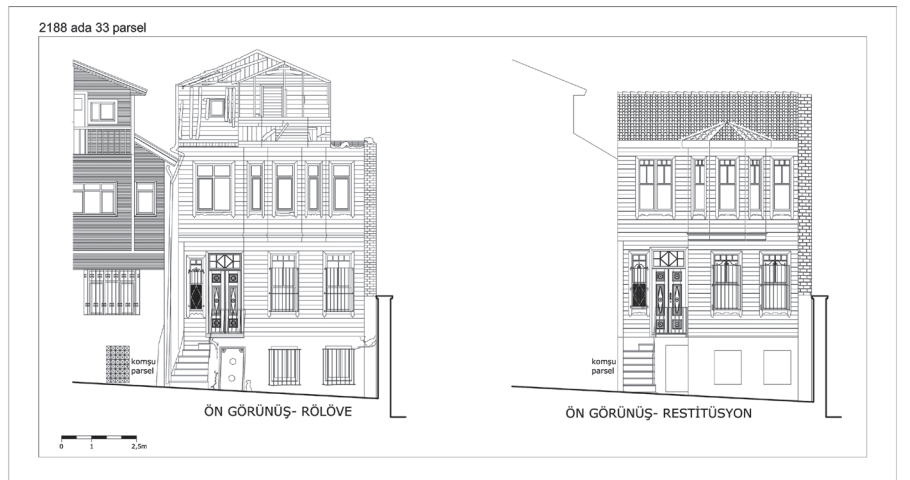 2188 ada 33 parsel
komşu
parsel
ÖN GÖRÜNÜŞ- RÖLÖVE
0 1 2,5m
komşu
parsel
ÖN GÖRÜNÜŞ- RESTİTÜSYON